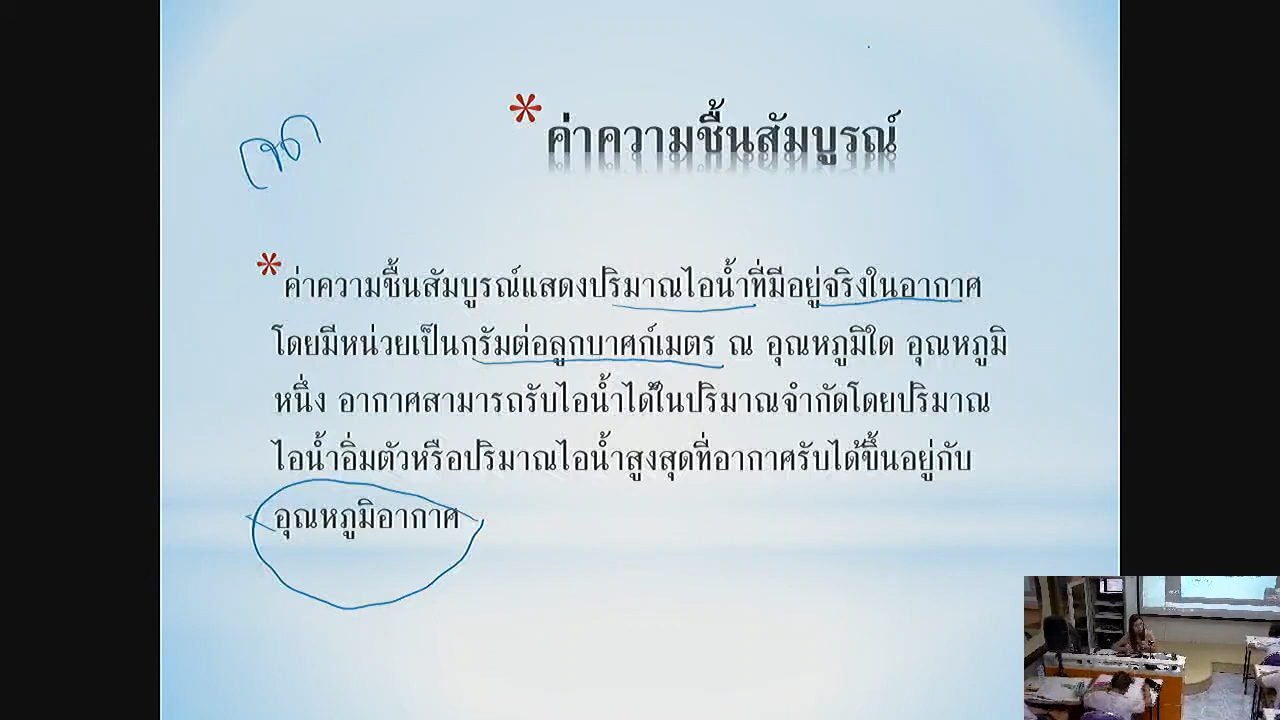 จด
* ค่าความชื้นสัมบูรณ์
* ค่าความชื้นสัมบูรณ์แสดงปริมาณไอน้ำที่มีอยู่จริงในอากาศ
โดยมีหน่วยเป็นกรัมต่อลูกบาศก์เมตร ณ อุณหภูมิใด อุณหภูมิ
หนึ่ง อากาศสามารถรับไอน้ำได้ในปริมาณจำกัดโดยปริมาณ
ไอน้ำอิ่มตัวหรือปริมาณไอน้ำสูงสุดที่อากาศรับได้ขึ้นอยู่กับ
อุณหภูมิอากาศ